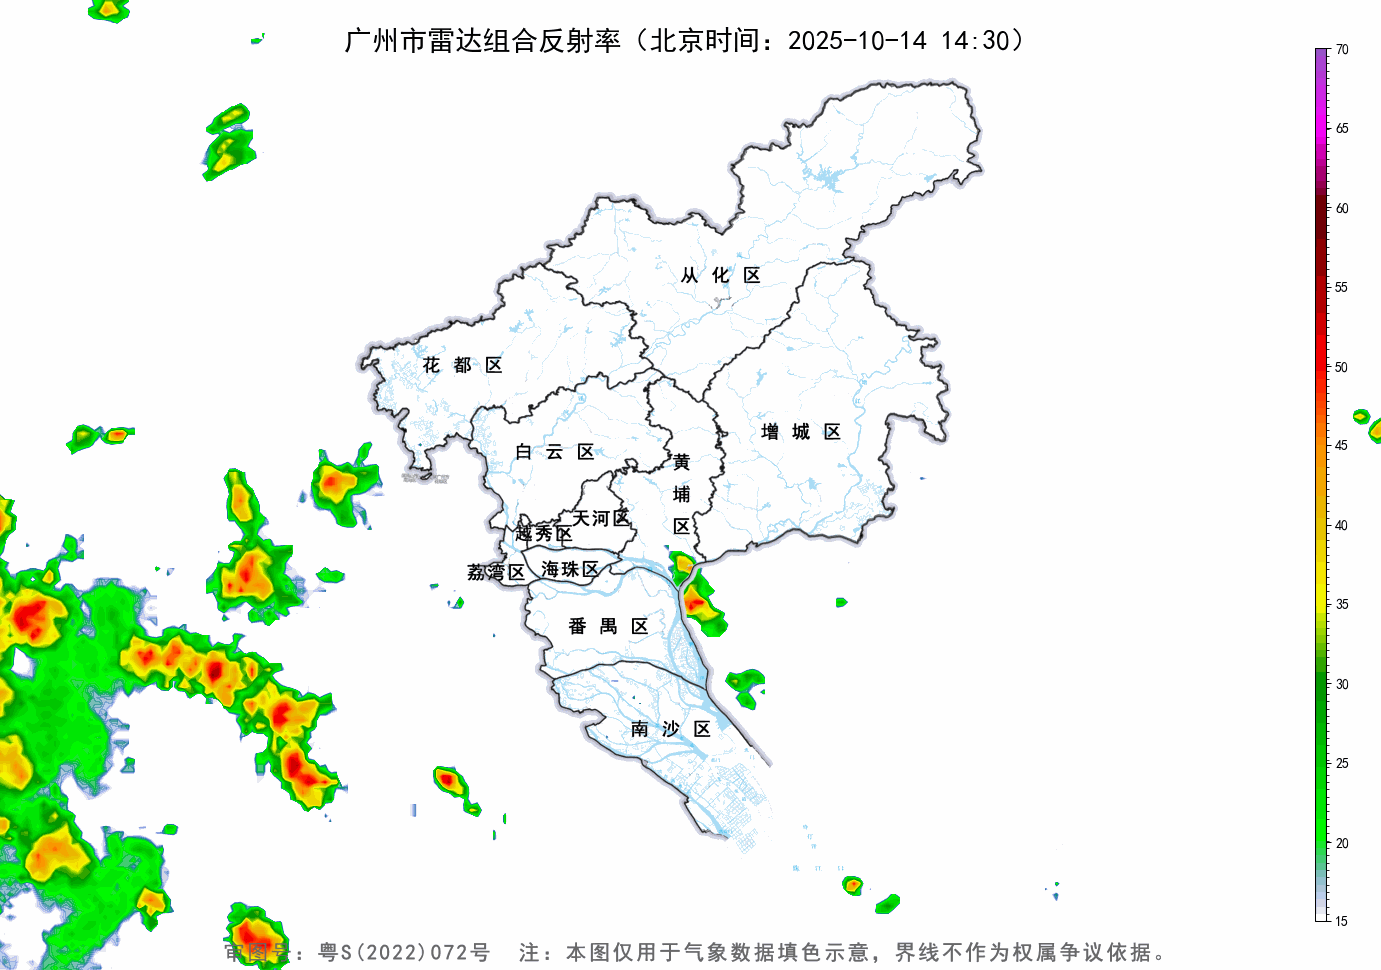 广州市雷达组合反射率（北京时间：2025-10-14 14:30）
70
65
60
55
50
45
40
35
30
25
20
15
从化区
花都区
增城区
白云区
黄埔区
天河区
越秀区
海珠区
荔湾区
番禺区
南沙区
审图号：粤S(2022)072号 注：本图仅用于气象数据填色示意，界线不作为权属争议依据。